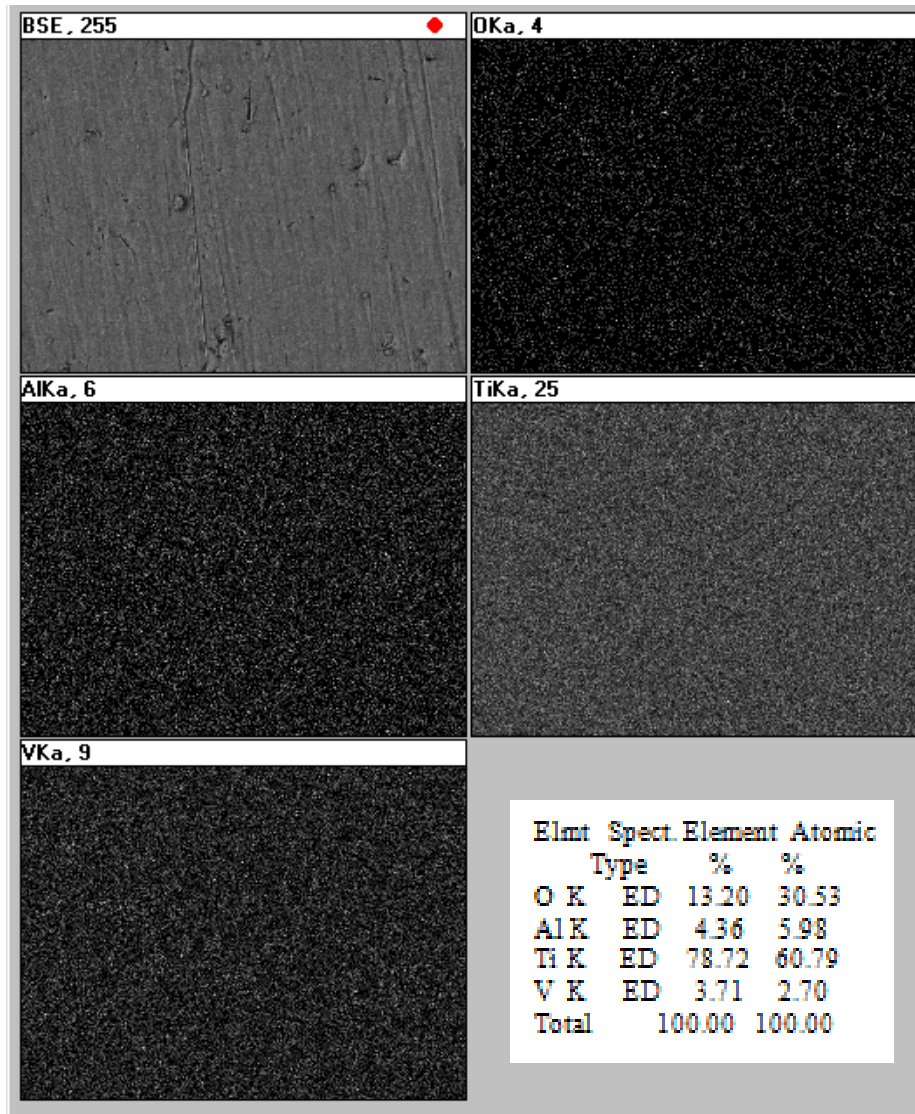 BSE, 255
OKa, 4
AlKa, 6
TiKa, 25
VKa, 9
Elmt Spect. Element Atomic
Type % %
O K ED 13.20 30.53
Al K ED 4.36 5.98
Ti K ED 78.72 60.79
V K ED 3.71 2.70
Total 100.00 100.00